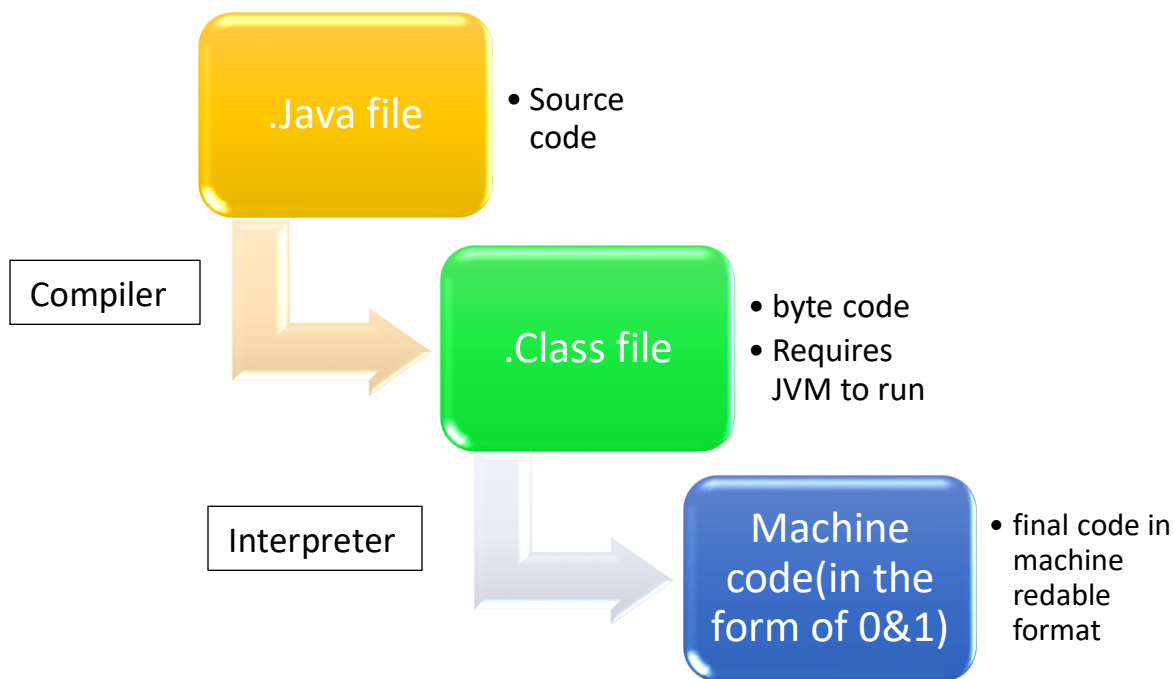 .Java file
• Source
code
Compiler
.Class file
• byte code
• Requires
JVM to run
Interpreter
Machine
code(in the
form of 0&1)
• final code in
machine
redable
format